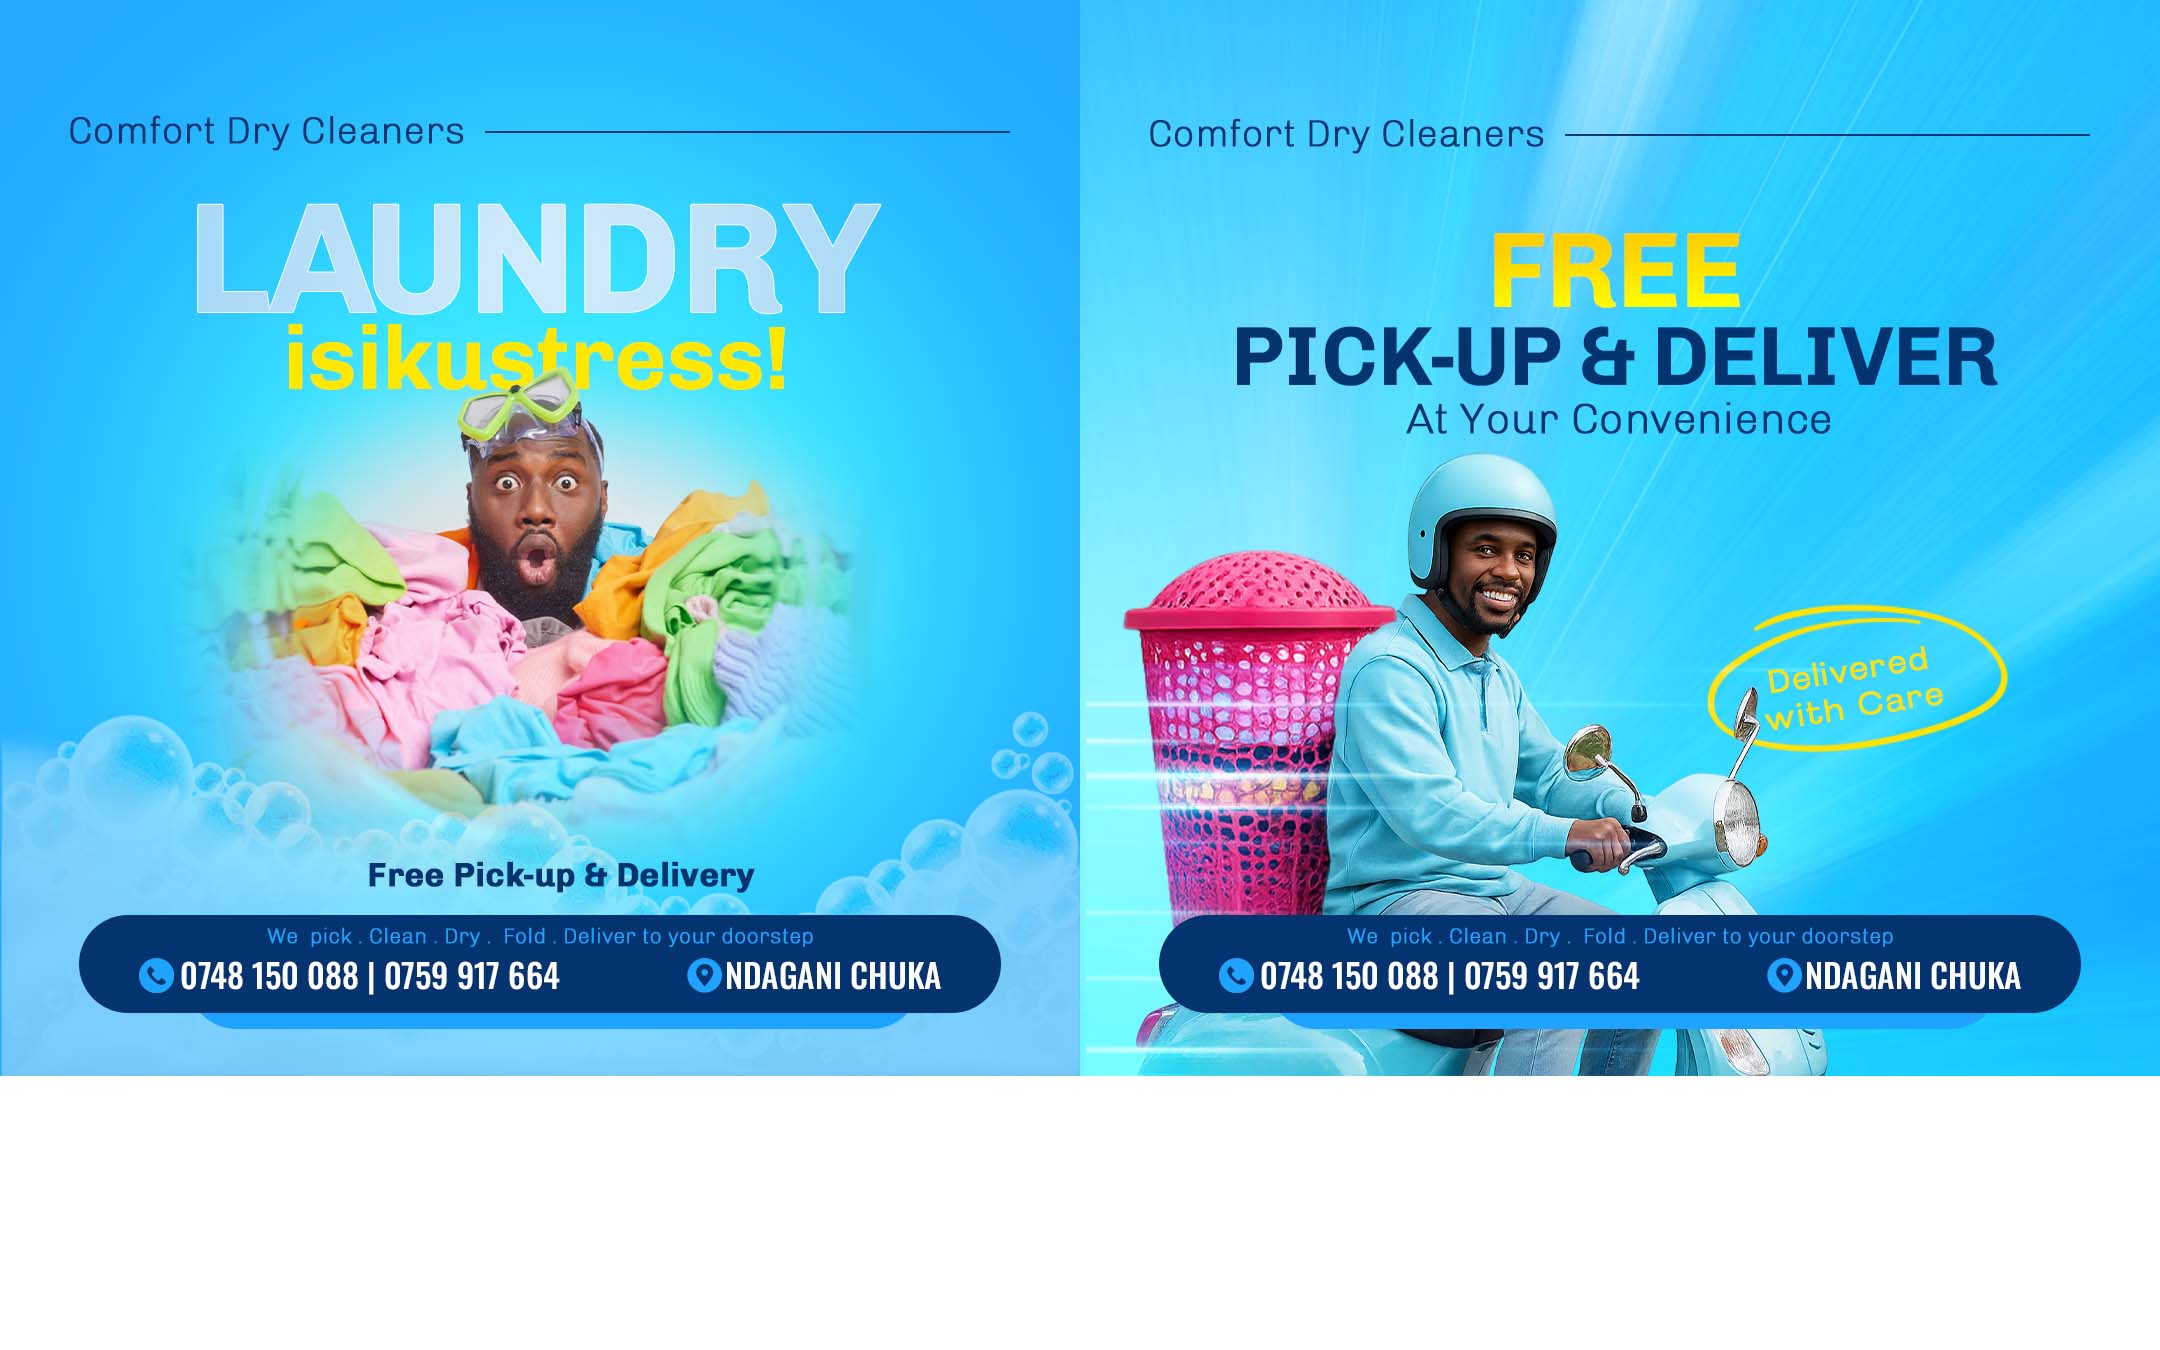 Comfort Dry Cleaners
LAUNDRY
isikustress!
Free Pick-up & Delivery
We pick . Clean . Dry . Fold . Deliver to your doorstep
0748 150 088 | 0759 917 664
NDAGANI CHUKA
Comfort Dry Cleaners
FREE
PICK-UP & DELIVER
At Your Convenience
Delivered
with Care
We pick . Clean . Dry . Fold . Deliver to your doorstep
0748 150 088 | 0759 917 664
NDAGANI CHUKA